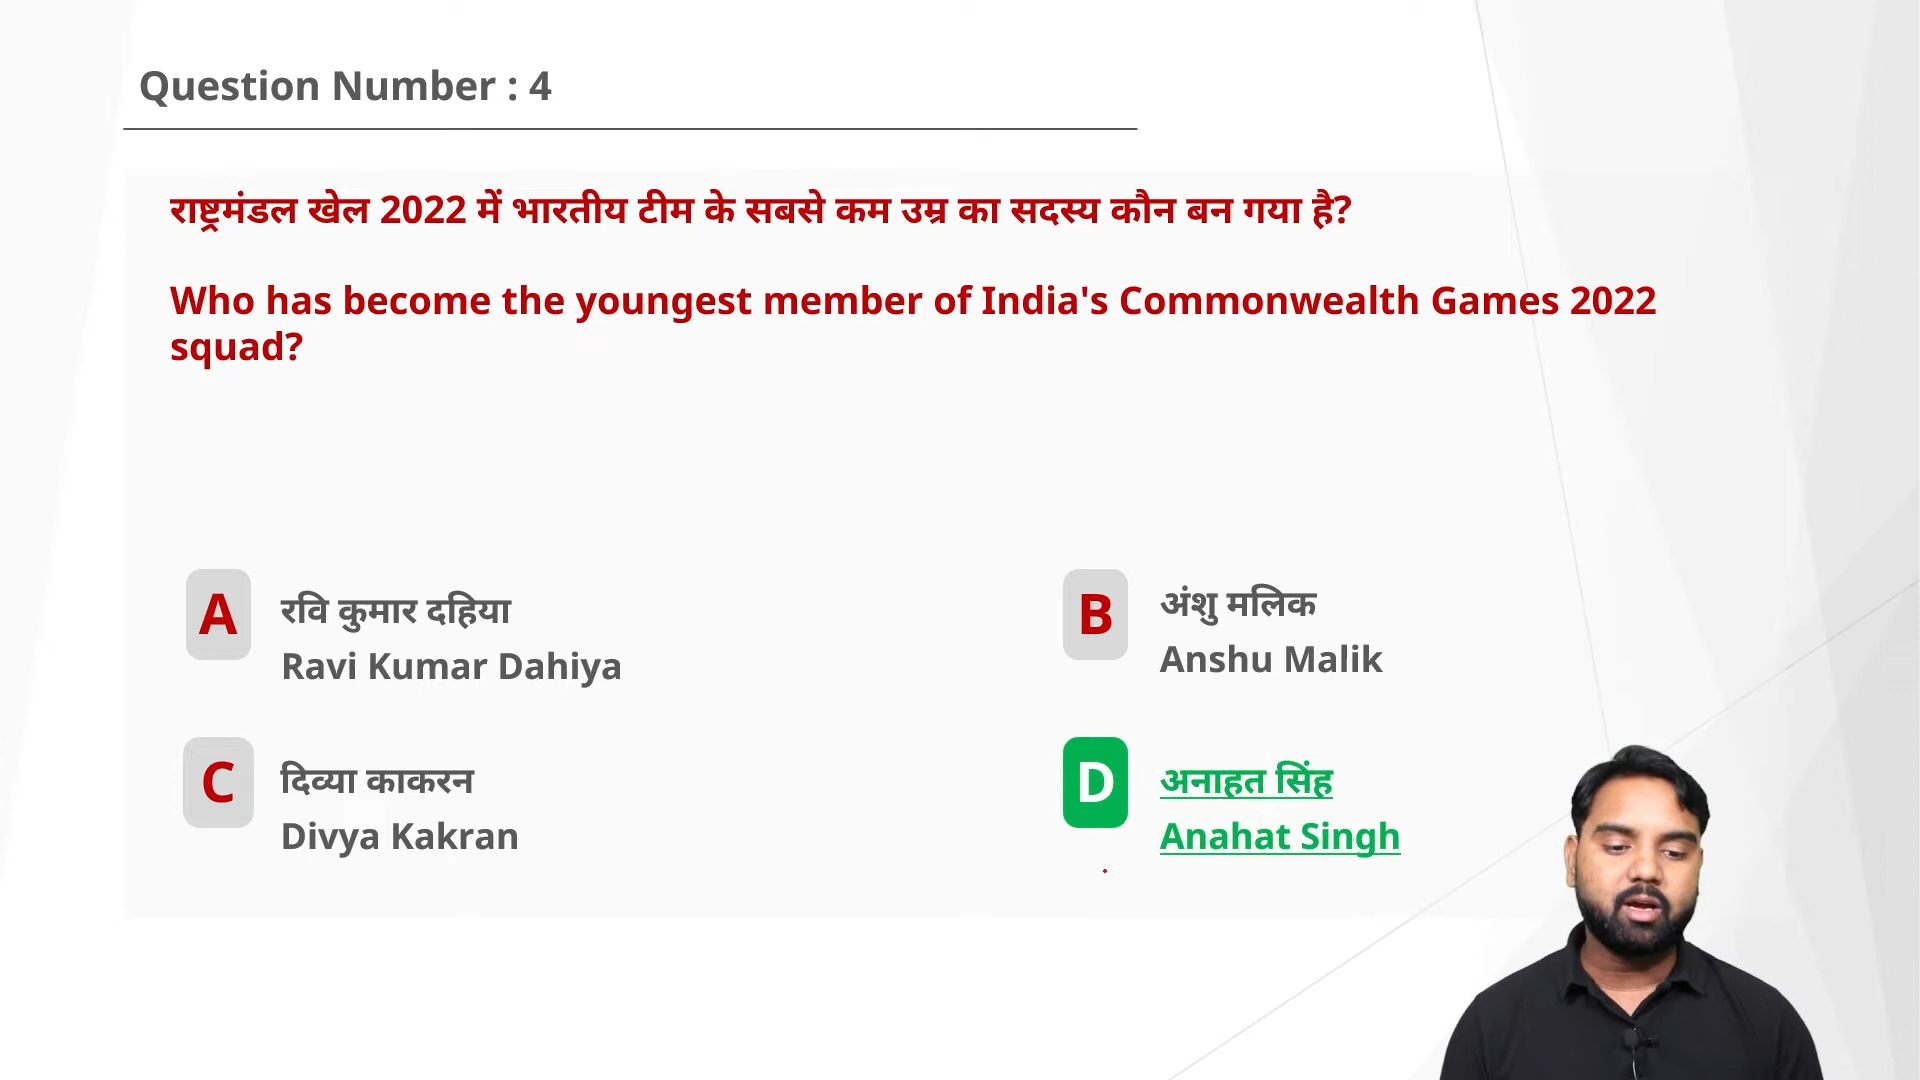 Question Number : 4
राष्ट्रमंडल खेल 2022 में भारतीय टीम के सबसे कम उम्र का सदस्य कौन बन गया है?
Who has become the youngest member of India's Commonwealth Games 2022
squad?
A
रवि कुमार दहिया
Ravi Kumar Dahiya
B
अंशु मलिक
Anshu Malik
C
दिव्या काकरन
Divya Kakran
D
अनाहत सिंह
Anahat Singh